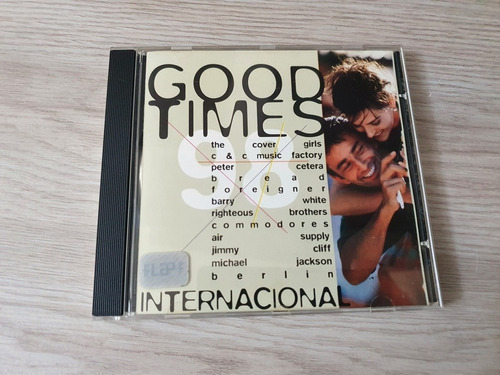 GOOD
TIMES
98
the cover girls
c & c music factory
peter cetera
bread
foreigner
barry white
righteous brothers
commodores
air supply
jimmy cliff
michael jackson
berlin
INTERNACIONAL